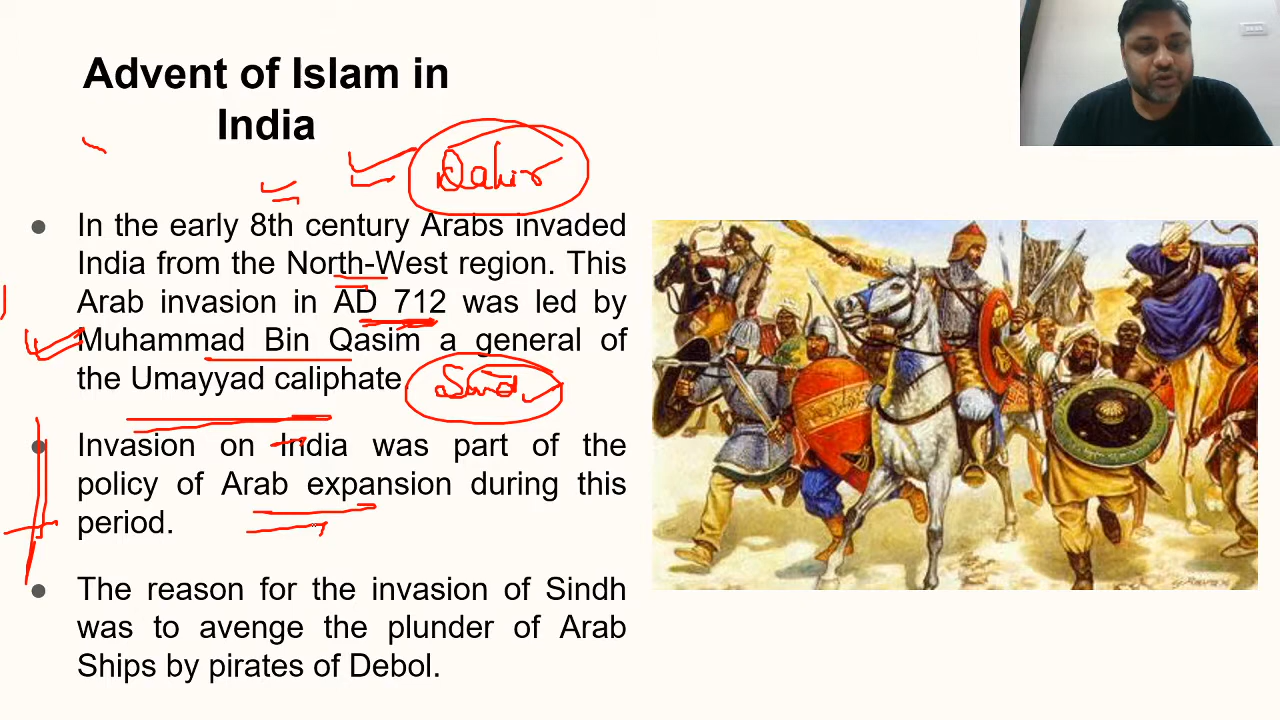 Advent of Islam in
India
Dahir
In the early 8th century Arabs invaded
India from the North-West region. This
Arab invasion in AD 712 was led by
Muhammad Bin Qasim a general of
the Umayyad caliphate
Sind
Invasion on India was part of the
policy of Arab expansion during this
period.
The reason for the invasion of Sindh
was to avenge the plunder of Arab
Ships by pirates of Debol.